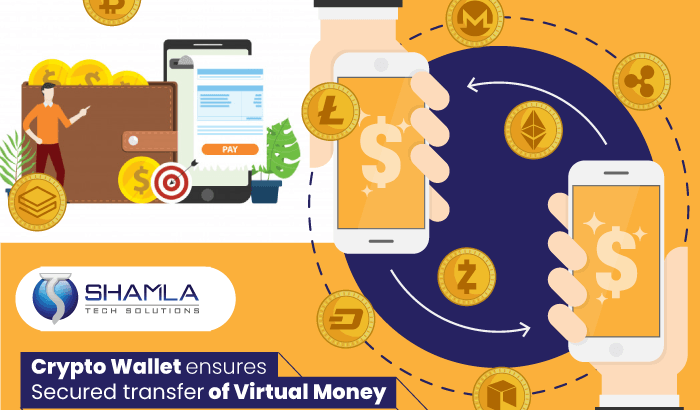 PAY
SHAMLA
TECH SOLUTIONS
Crypto Wallet ensures
Secured transfer of Virtual Money